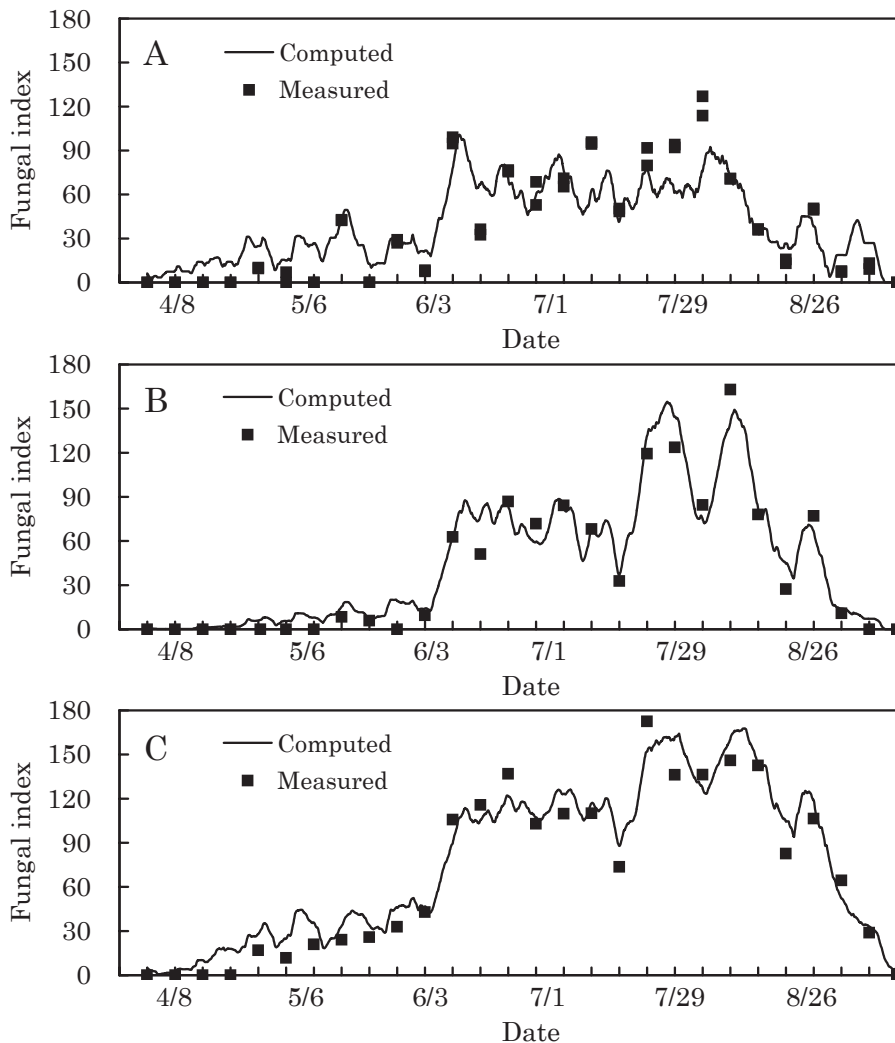 180
A
Computed
150
Measured
120
90
60
30
0
Fungal index
4/8 5/6 6/3 7/1 7/29 8/26
Date
180
B
Computed
150
Measured
120
90
60
30
0
Fungal index
4/8 5/6 6/3 7/1 7/29 8/26
Date
180
C
Computed
150
Measured
120
90
60
30
0
Fungal index
4/8 5/6 6/3 7/1 7/29 8/26
Date